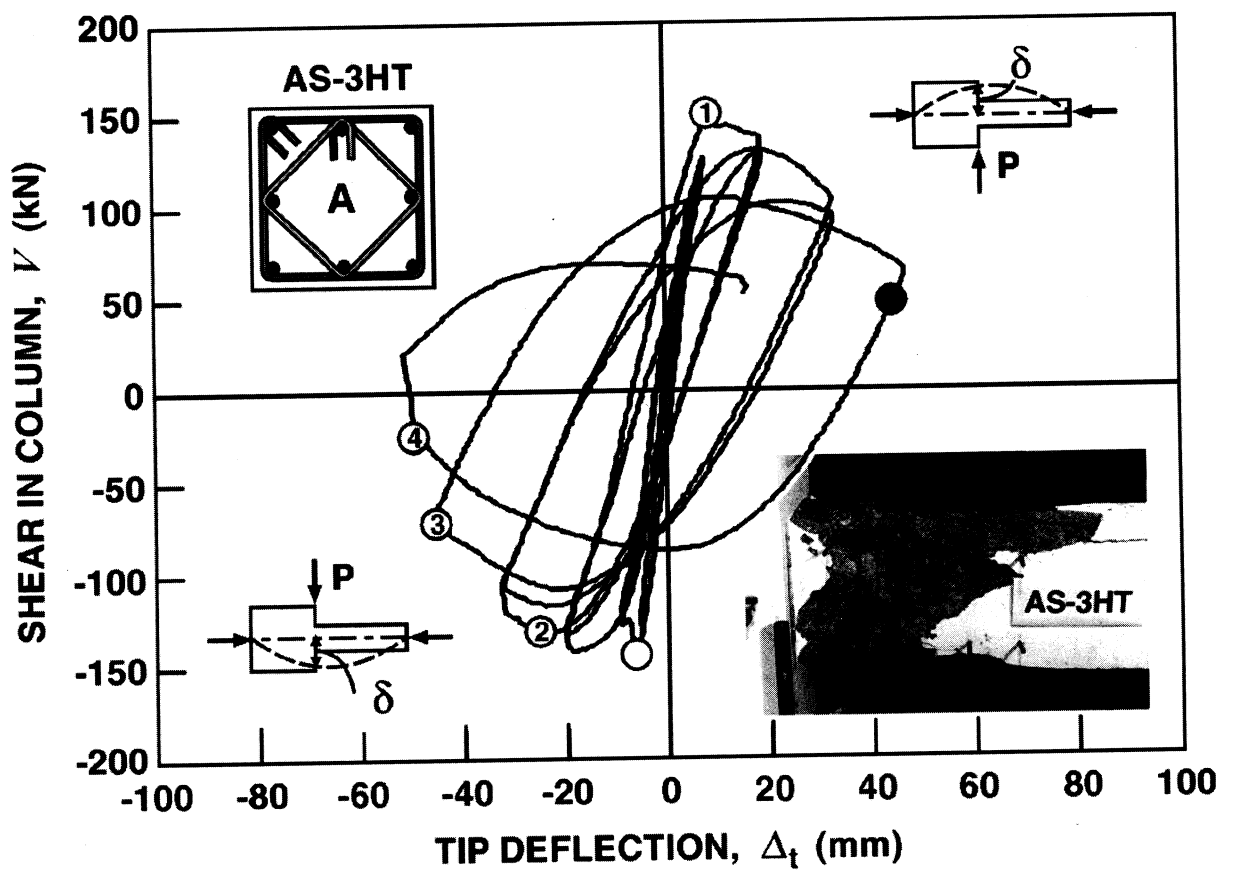 200
150
100
50
0
-50
-100
-150
-200
-100 -80 -60 -40 -20 0 20 40 60 80 100
SHEAR IN COLUMN, V (kN)
TIP DEFLECTION, Δt (mm)
AS-3HT
A
δ
P
1
2
3
4
P
δ
AS-3HT